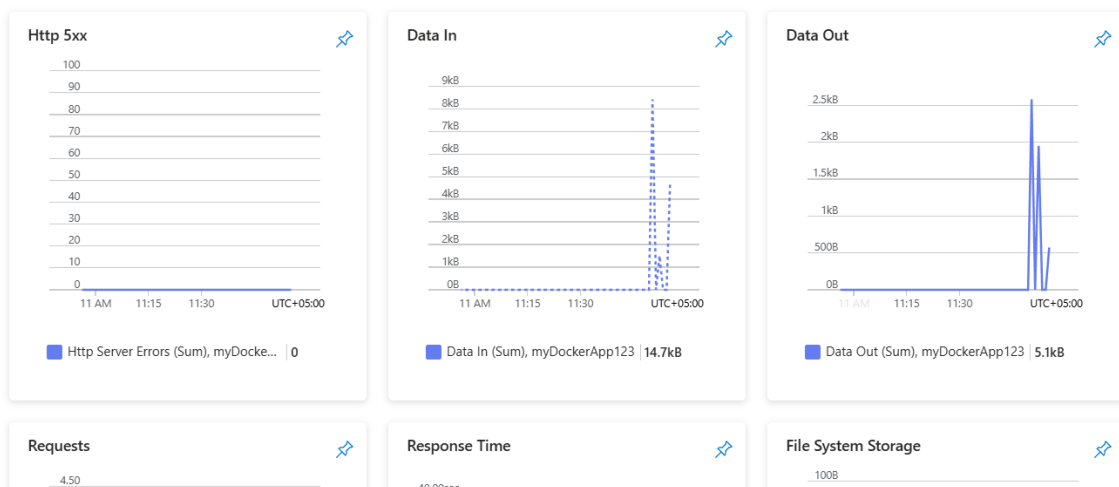 Http 5xx
100
90
80
70
60
50
40
30
20
10
0
11 AM 11:15 11:30 UTC+05:00
Http Server Errors (Sum), myDocke... 0
Data In
9kB
8kB
7kB
6kB
5kB
4kB
3kB
2kB
1kB
0B
11 AM 11:15 11:30 UTC+05:00
Data In (Sum), myDockerApp123 14.7kB
Data Out
2.5kB
2kB
1.5kB
1kB
500B
0B
11 AM 11:15 11:30 UTC+05:00
Data Out (Sum), myDockerApp123 5.1kB
Requests
4.50
Response Time
File System Storage
100B